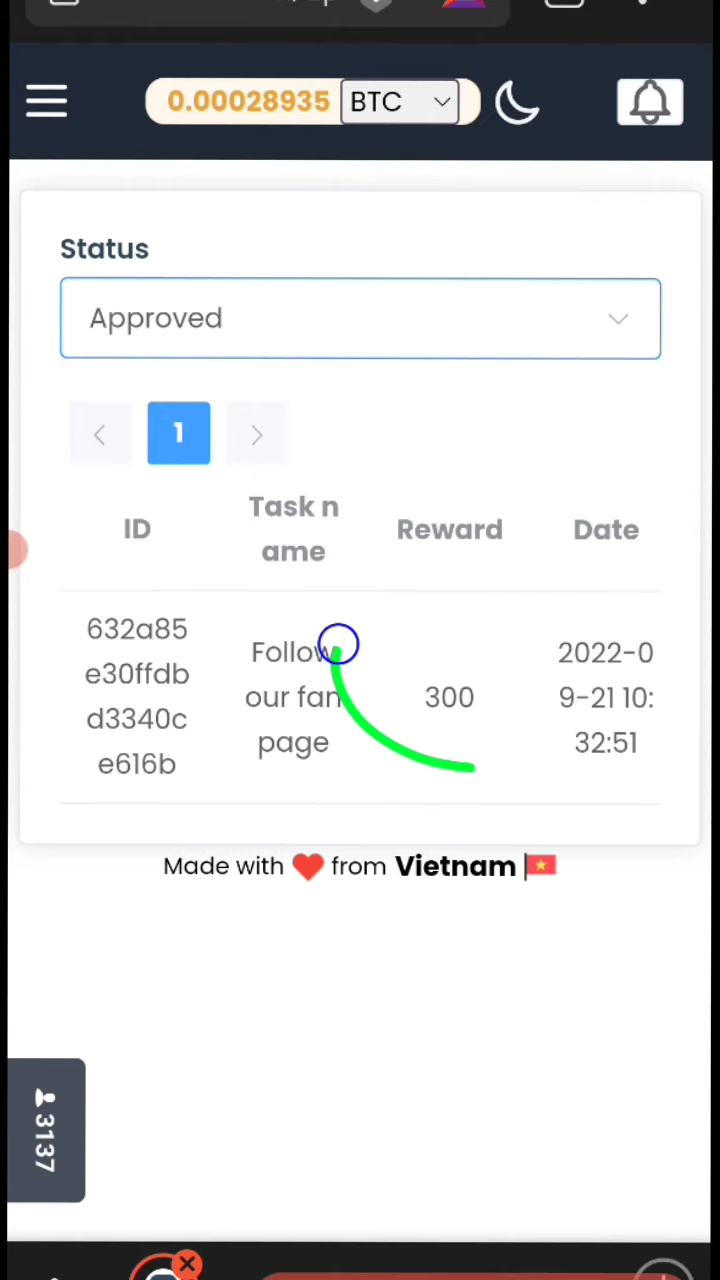 0.00028935 BTC
Status
Approved
1
ID Task n Reward Date
ame
632a85 Follow 2022-0
e30ffdb our fan 300 9-21 10:
d3340c page 32:51
e616b
Made with ❤️ from Vietnam 🇻🇳
3137